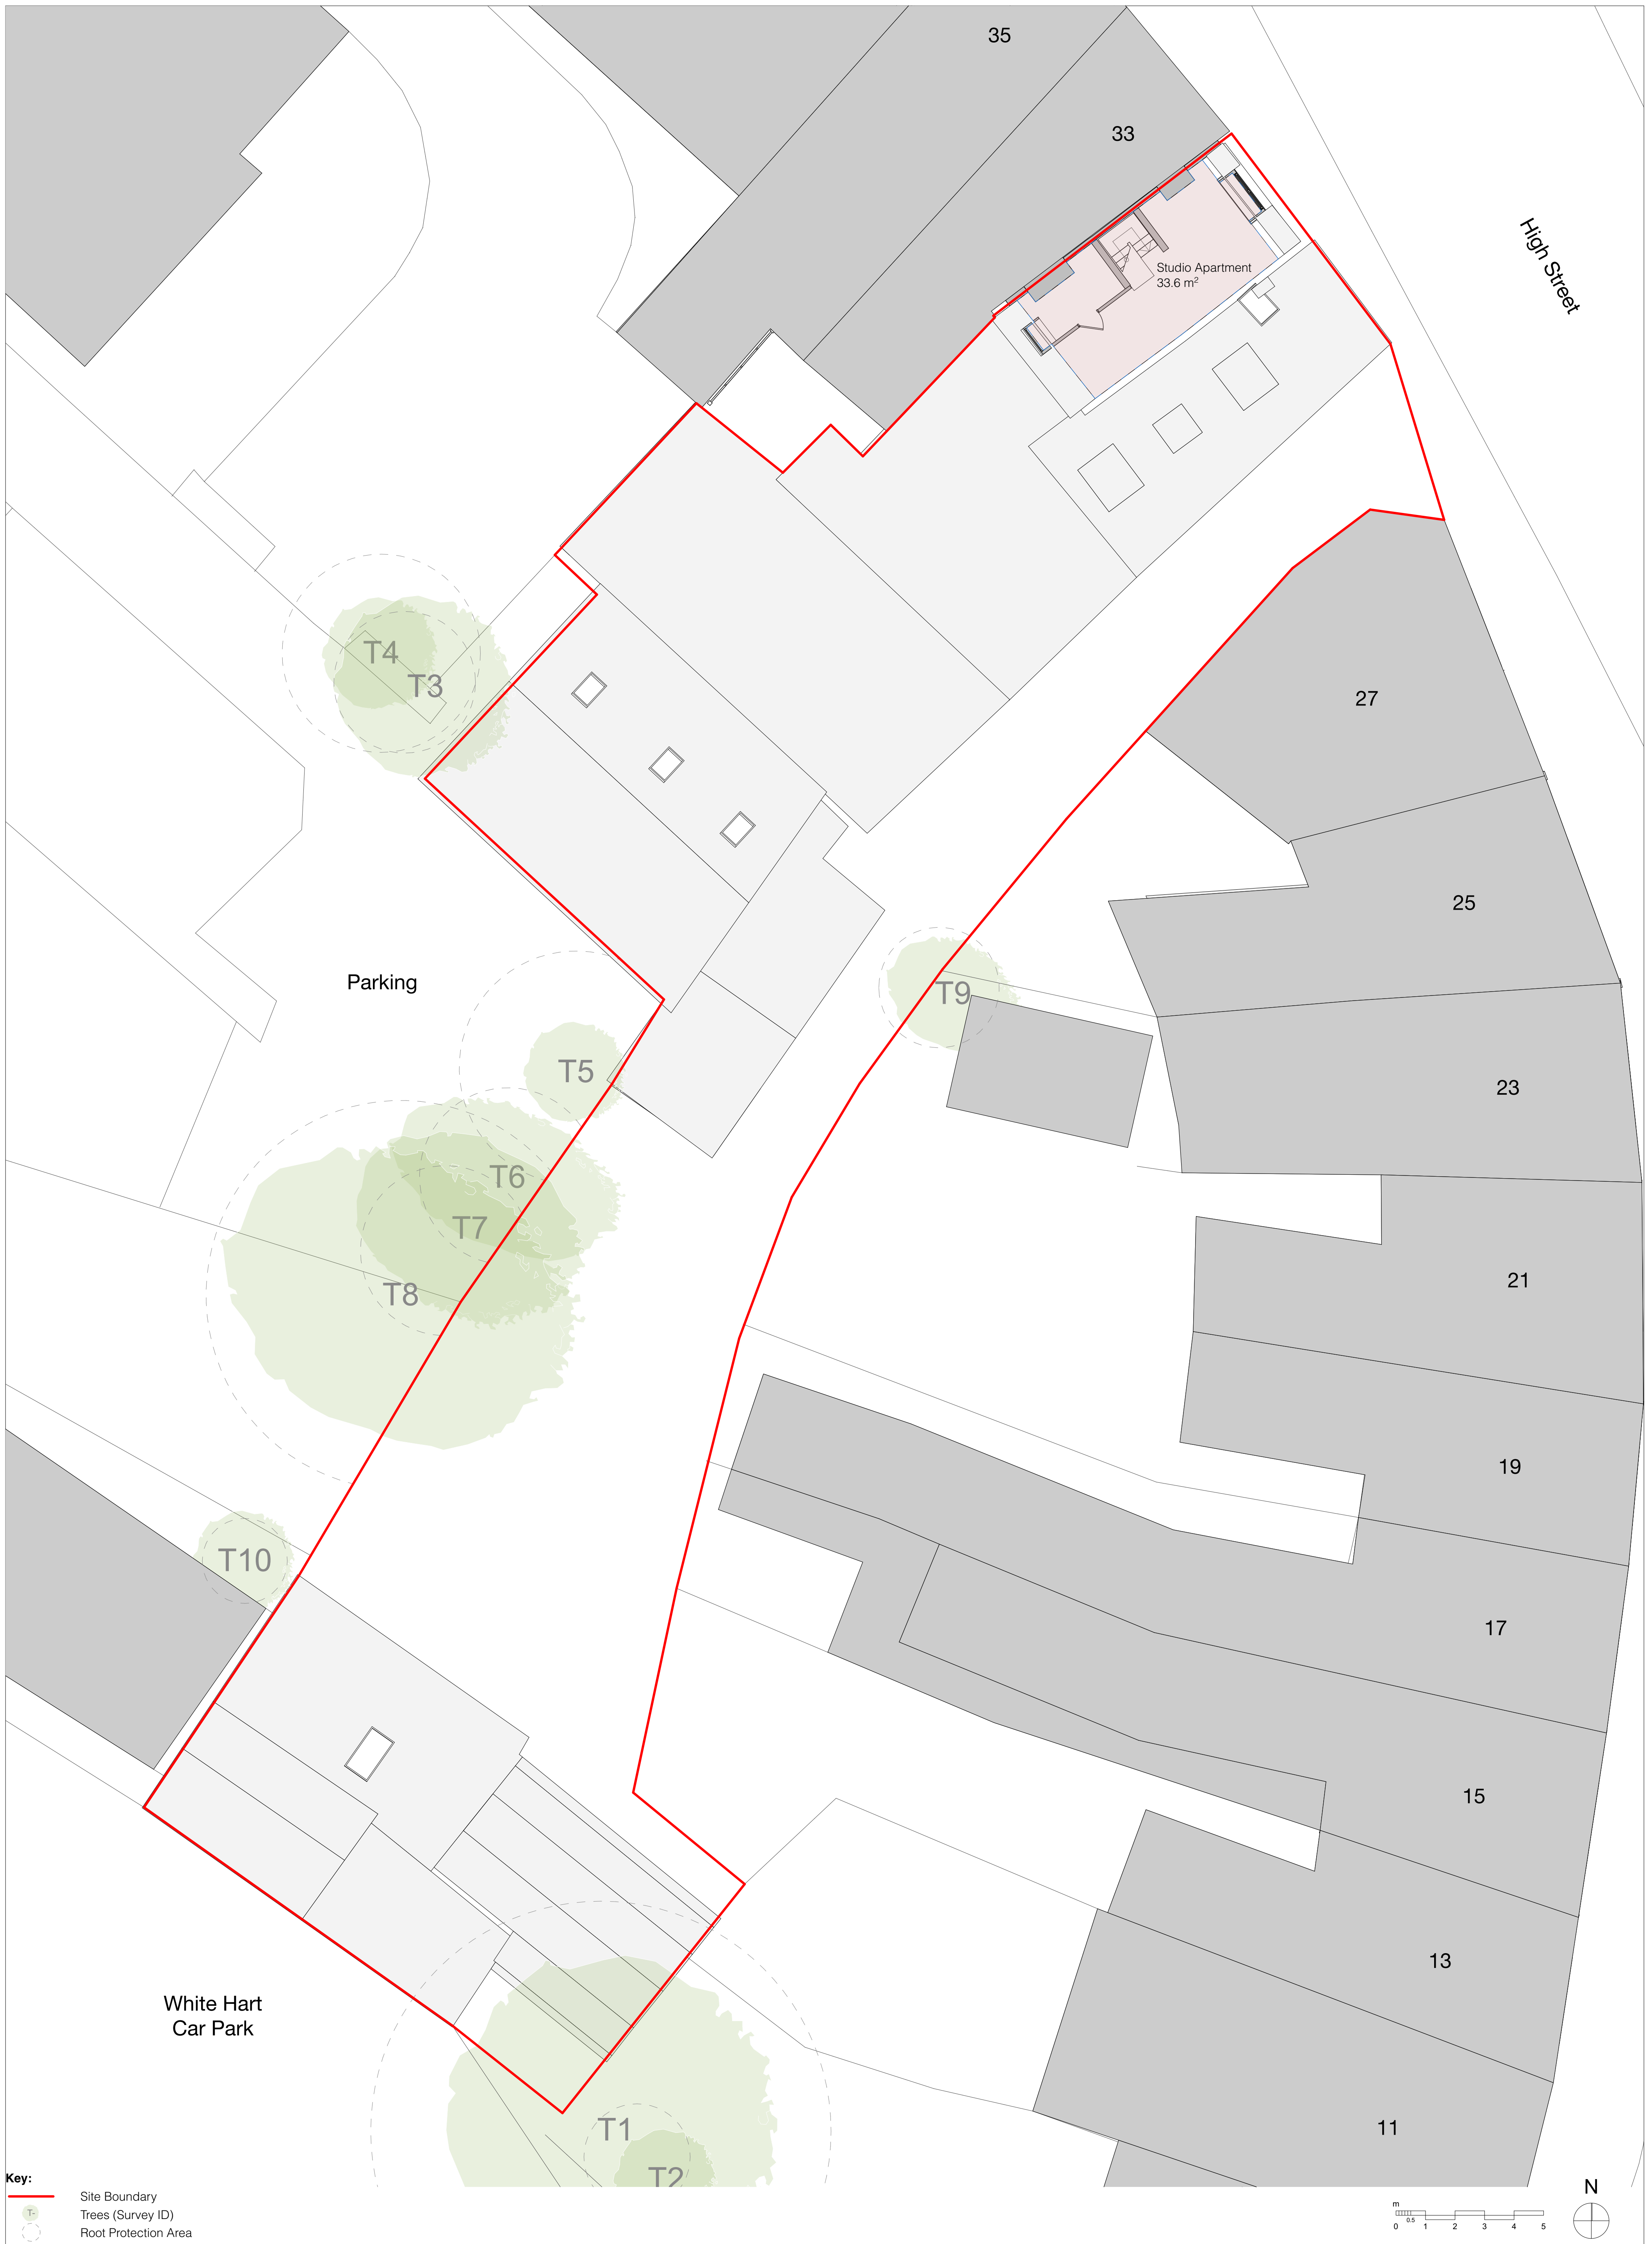 35
33
High Street
Studio Apartment
33.6 m²
T4
T3
27
25
Parking
T9
T5
23
T6
T7
21
T8
19
T10
17
15
13
White Hart
Car Park
T1
11
T2
Key:
Site Boundary
T- Trees (Survey ID)
Root Protection Area
N
m
0 0.5 1 2 3 4 5